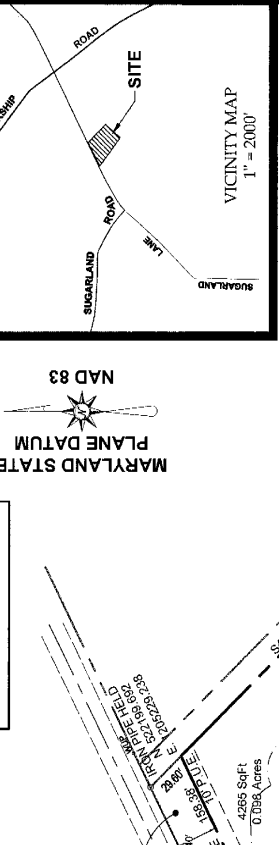 ROAD
SITE
ROAD
SUGARLAND
LANE
SUGARLAND
VICINITY MAP
1" = 2000'
MARYLAND STATE
PLANE DATUM
NAD 83
IRON PIPE HELD
N 522199.692
E 1205229.238
29.60'
158.38'
10' P.U.E.
4265 SqFt
0.098 Acres